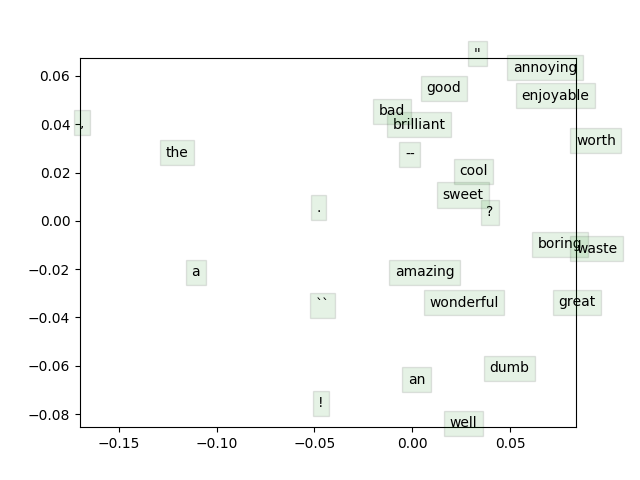 "
annoying
0.06
good
enjoyable
bad
brilliant
0.04
,
worth
the
--
0.02
cool
sweet
.
?
0.00
boring
waste
a
amazing
−0.02
``
wonderful
great
−0.04
dumb
−0.06
an
!
−0.08
well
−0.15
−0.10
−0.05
0.00
0.05